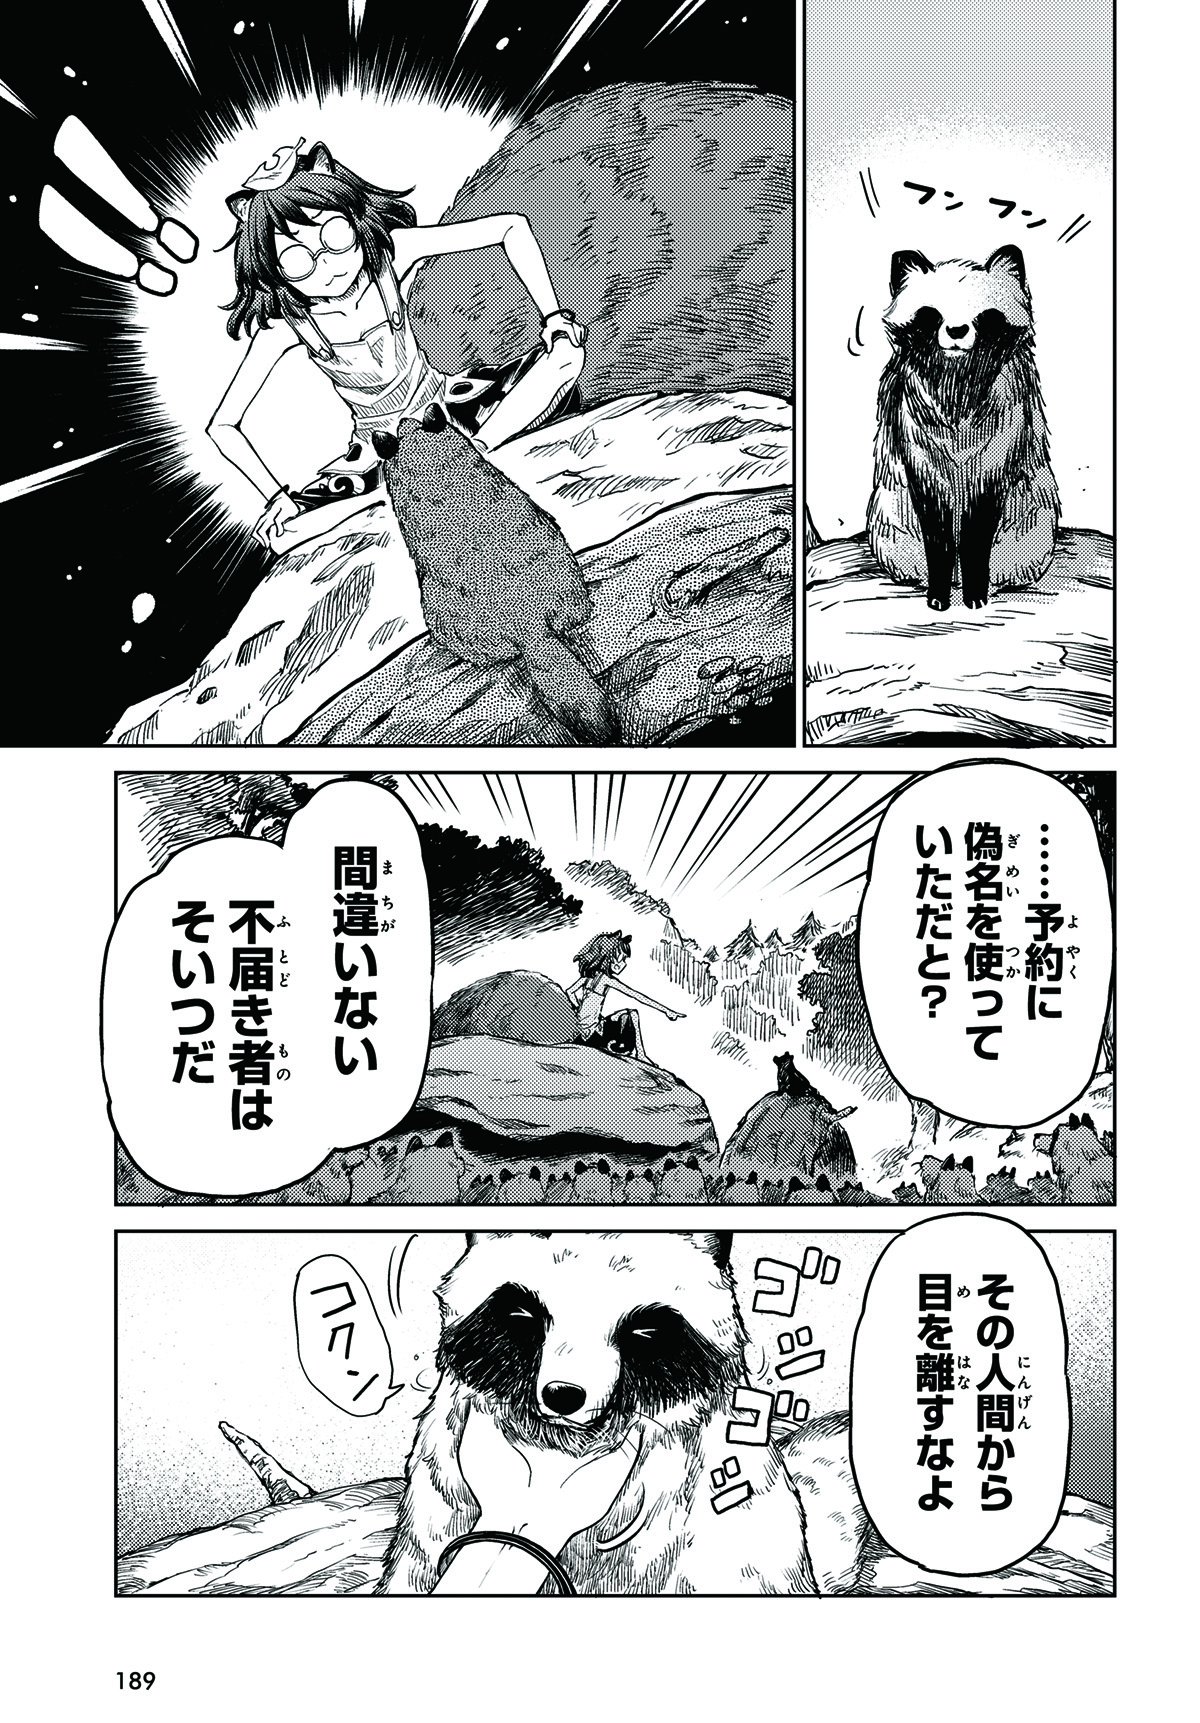 フン フン
！！
……予約に
偽名を使って
いただと？
間違いない
不届き者は
そいつだ
その人間から
目を離すなよ
ゴロ
ゴロ
コクン
189